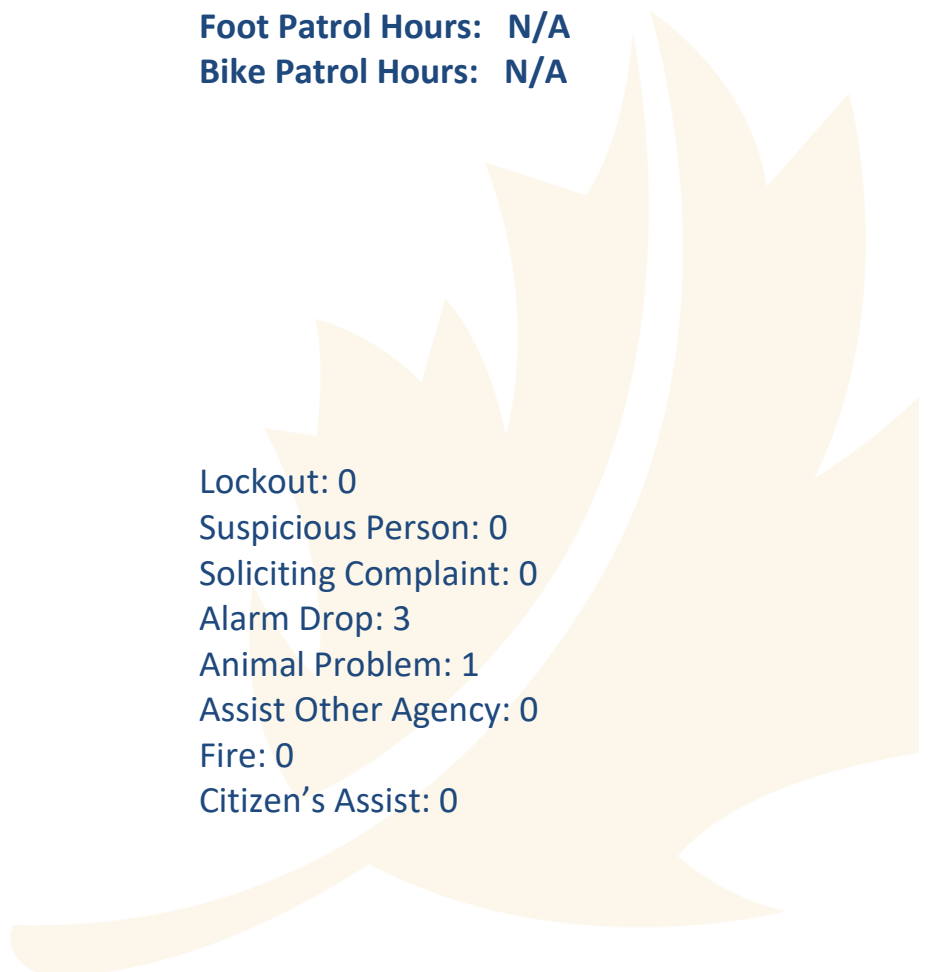 Foot Patrol Hours: N/A
Bike Patrol Hours: N/A
Lockout: 0
Suspicious Person: 0
Soliciting Complaint: 0
Alarm Drop: 3
Animal Problem: 1
Assist Other Agency: 0
Fire: 0
Citizen’s Assist: 0